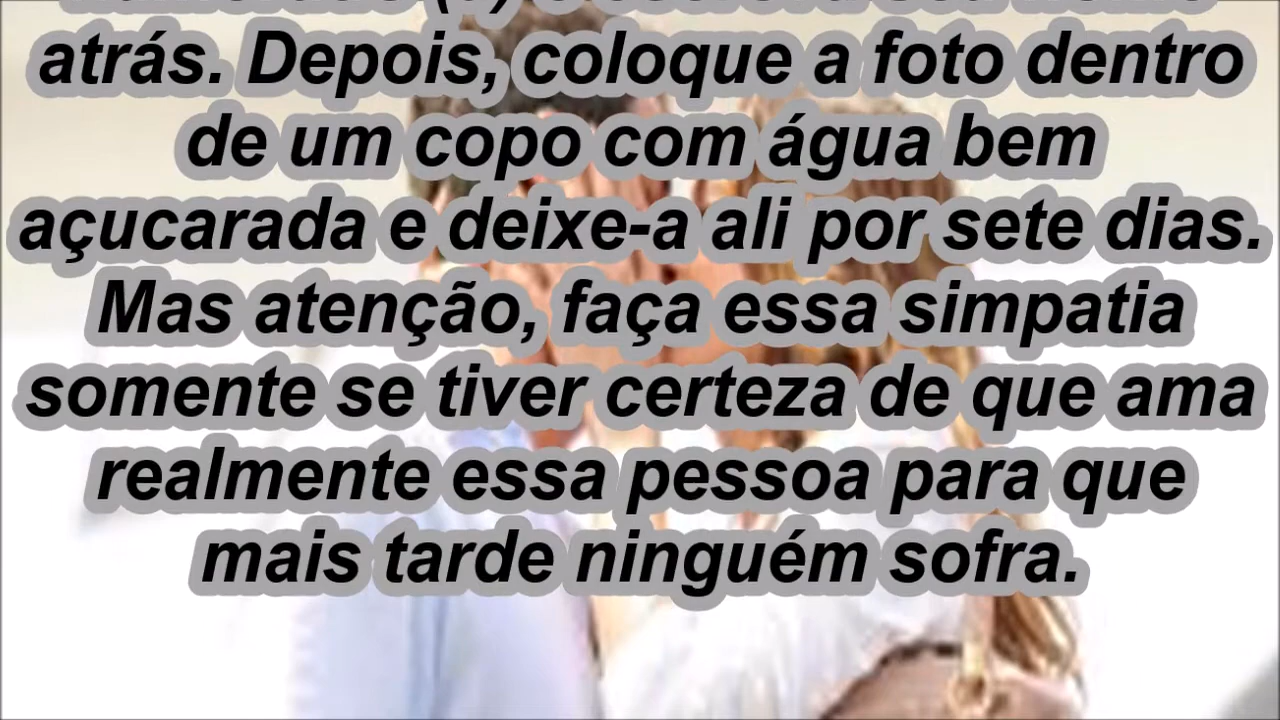 atrás. Depois, coloque a foto dentro
de um copo com água bem
açucarada e deixe-a ali por sete dias.
Mas atenção, faça essa simpatia
somente se tiver certeza de que ama
realmente essa pessoa para que
mais tarde ninguém sofra.